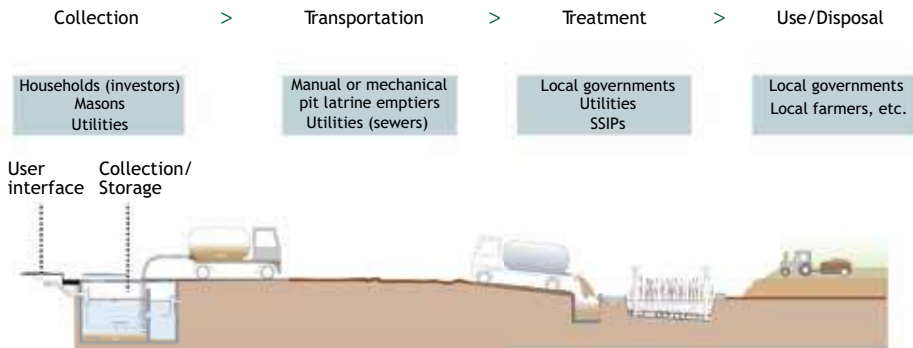 Collection > Transportation > Treatment > Use/Disposal
Households (investors)
Masons
Utilities
Manual or mechanical
pit latrine emptiers
Utilities (sewers)
Local governments
Utilities
SSIPs
Local governments
Local farmers, etc.
User
interface
Collection/
Storage